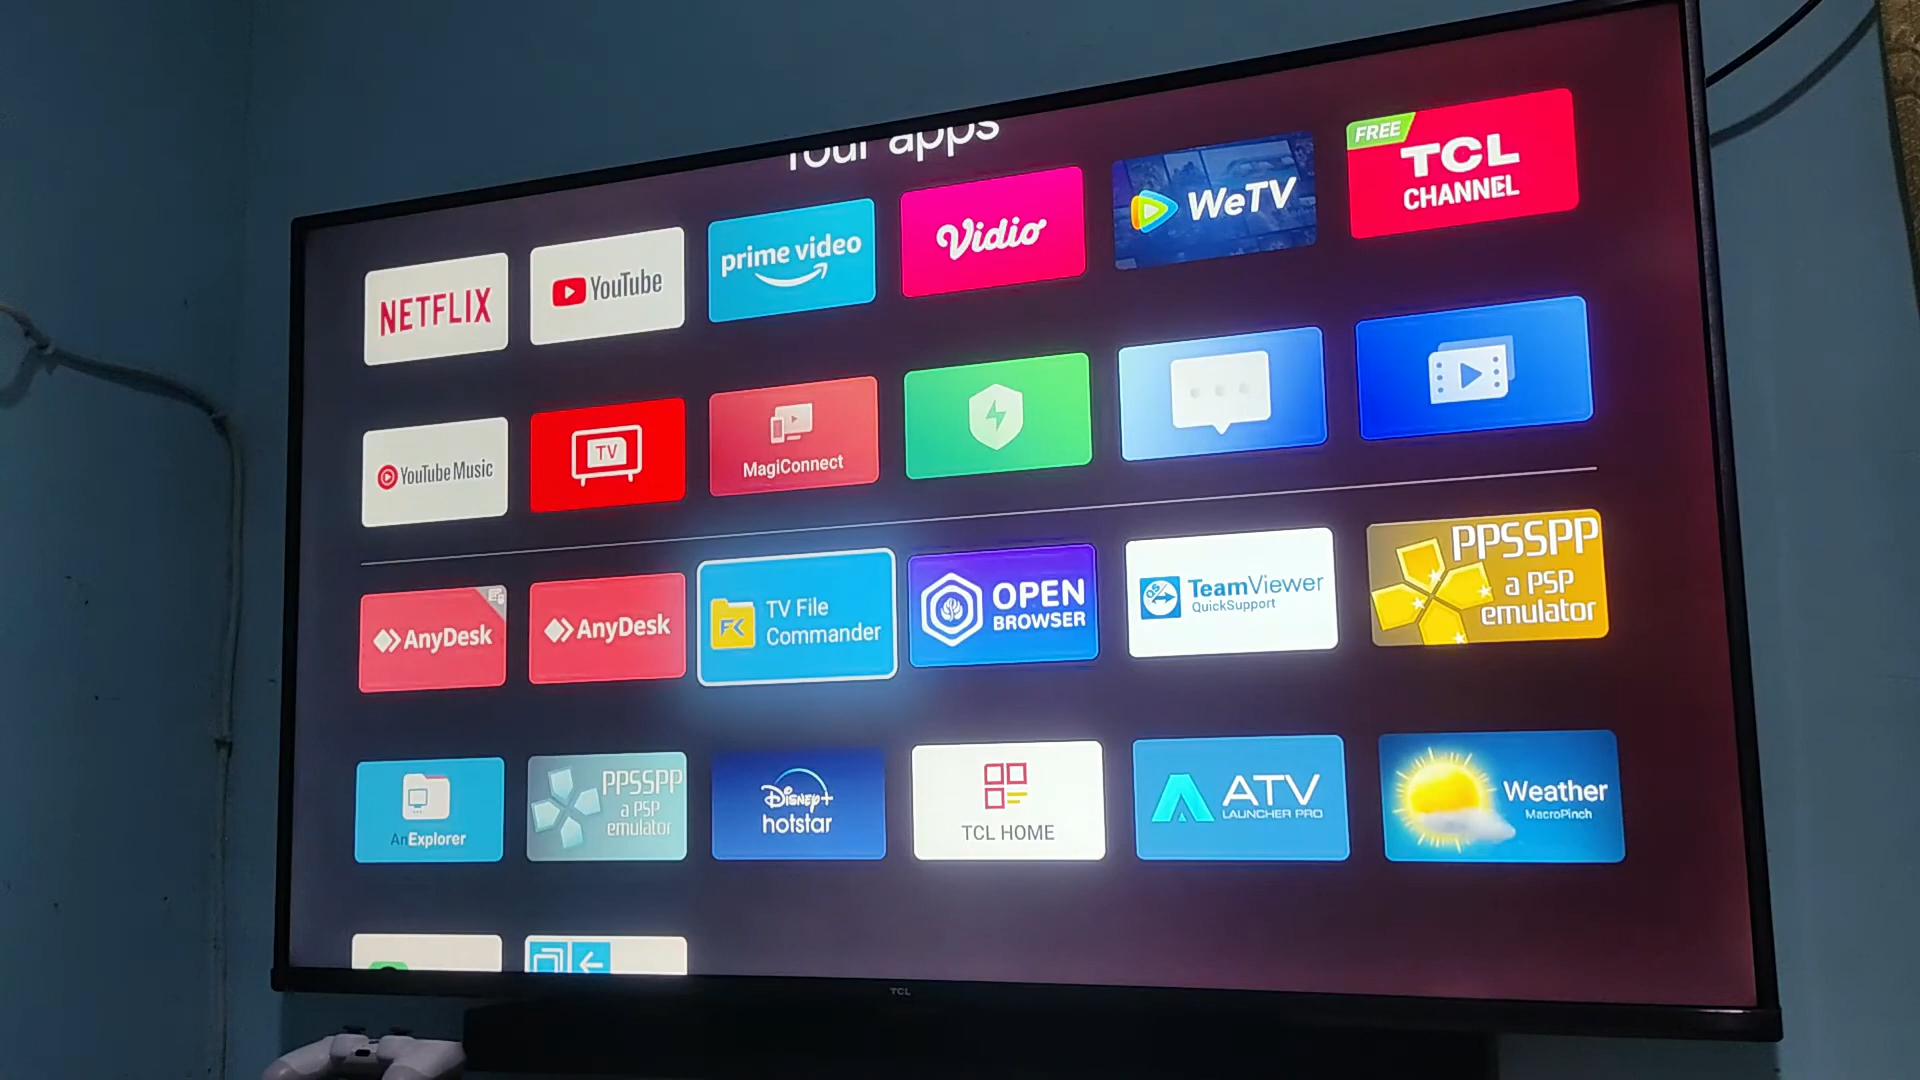 Your apps
NETFLIX
YouTube
prime video
Vidio
WeTV
FREE
TCL
CHANNEL
YouTube Music
TV
MagiConnect
AnyDesk
AnyDesk
FK
TV File
Commander
OPEN
BROWSER
TeamViewer
QuickSupport
PPSSPP
a PSP
emulator
AnExplorer
PPSSPP
a PSP
emulator
Disney+
hotstar
TCL HOME
ATV
LAUNCHER PRO
Weather
MacroPinch
TCL